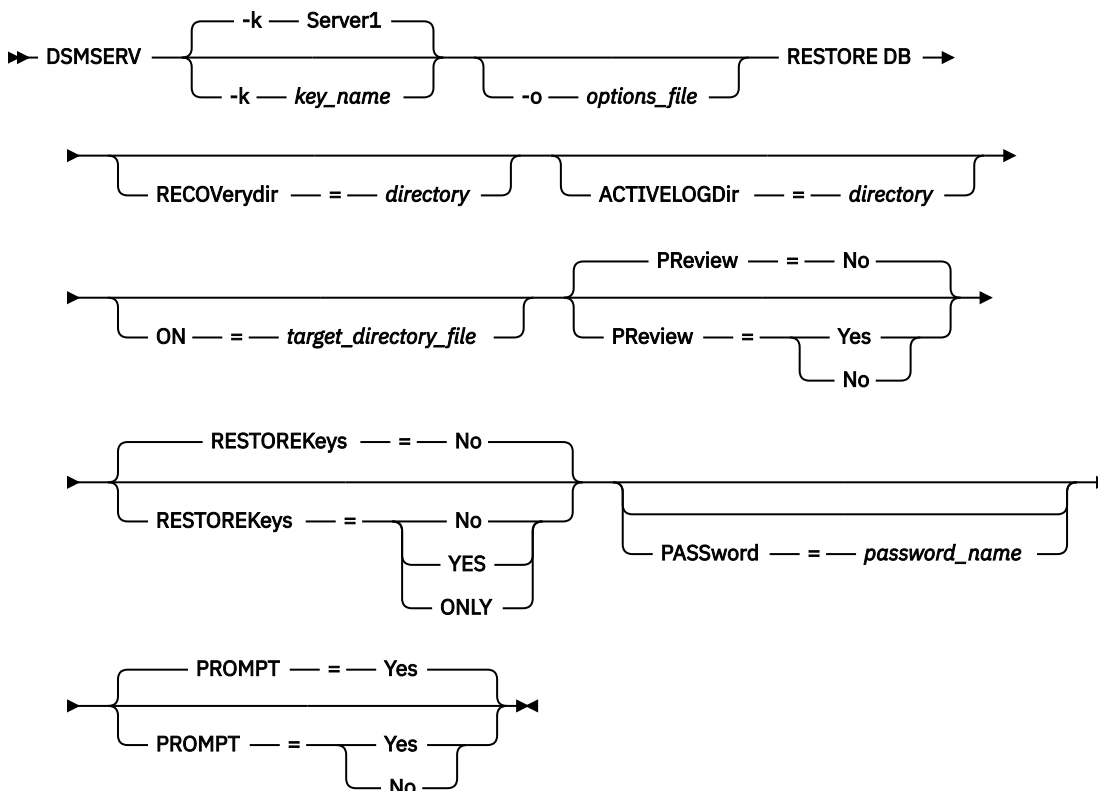 -k Server1
DSMSERV RESTORE DB
-k key_name -o options_file
RECOVerydir = directory ACTIVELOGDir = directory
PReview = No
ON = target_directory_file PReview = Yes
No
RESTOREKeys = No
RESTOREKeys = No
YES
ONLY
PASSword = password_name
PROMPT = Yes
PROMPT = Yes
No